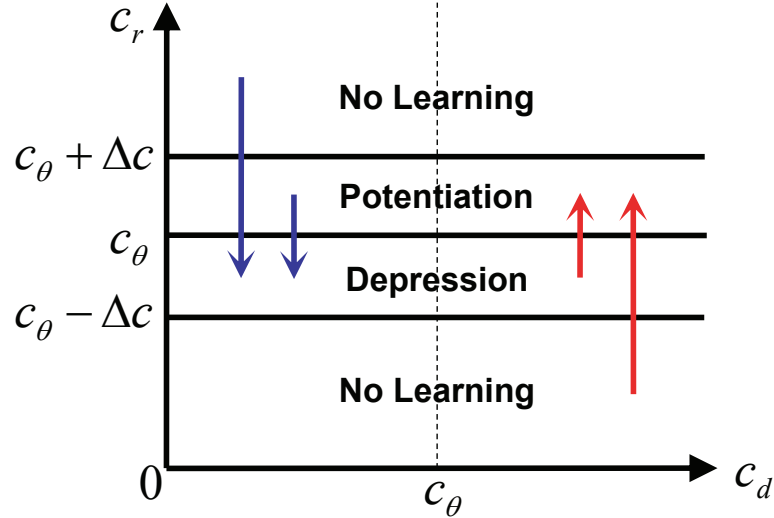 c_r
No Learning
c_θ + Δc
Potentiation
c_θ
Depression
c_θ − Δc
No Learning
0
c_θ
c_d